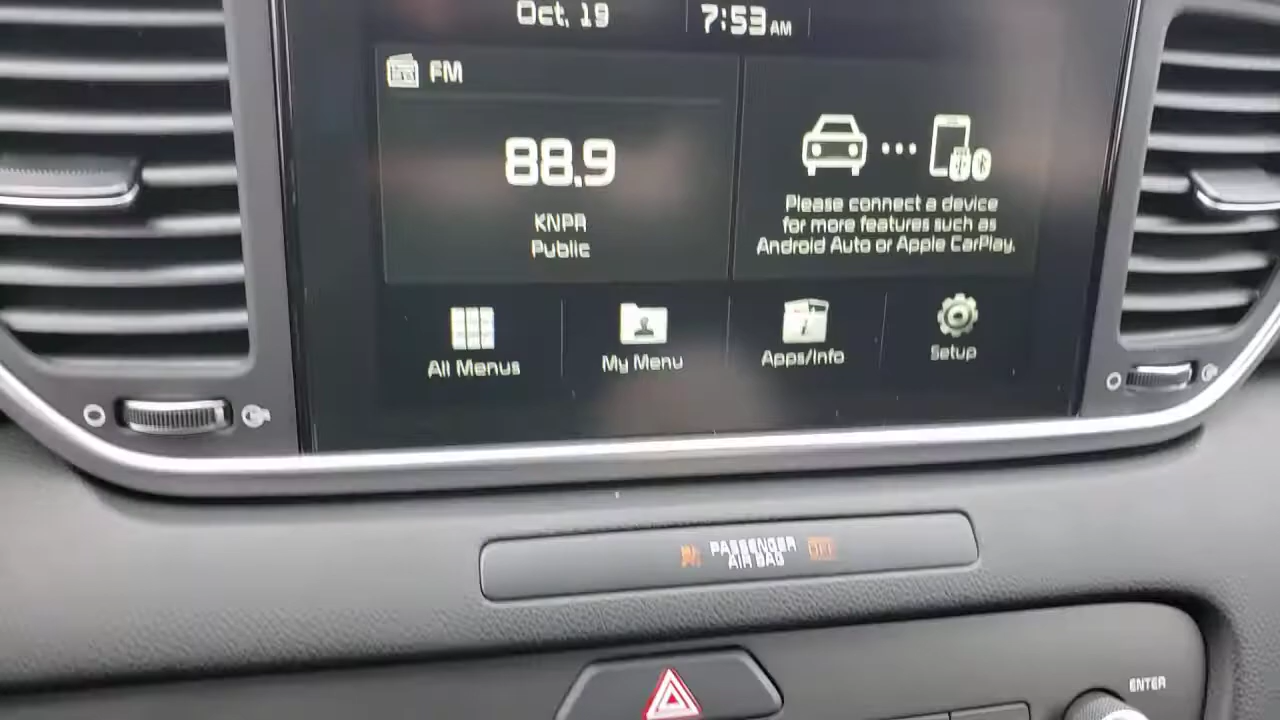 Oct. 19 7:53 AM
FM
88.9
KNPR
Public
Please connect a device
for more features such as
Android Auto or Apple CarPlay.
All Menus My Menu Apps/Info Setup
PASSENGER
AIR BAG OFF
ENTER